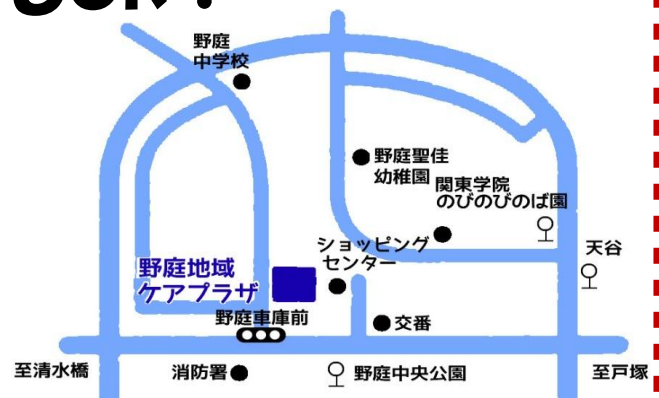 野庭
中学校
野庭聖佳
幼稚園
関東学院
のびのびのば園
天谷
ショッピング
センター
野庭地域
ケアプラザ
野庭車庫前
交番
至清水橋
消防署
野庭中央公園
至戸塚